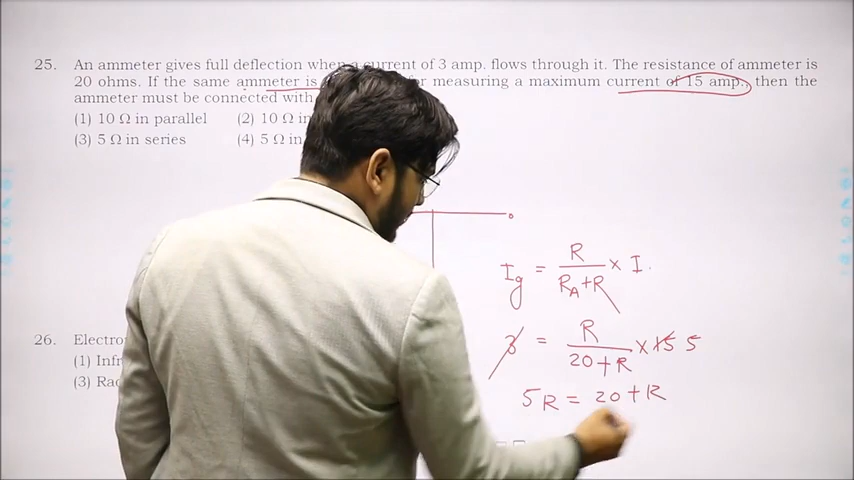 25. An ammeter gives full deflection when a current of 3 amp. flows through it. The resistance of ammeter is
20 ohms. If the same ammeter is for measuring a maximum current of 15 amp., then the
ammeter must be connected with
(1) 10 Ω in parallel (2) 10 Ω in
(3) 5 Ω in series (4) 5 Ω in
Ig = R / (RA + R) × I
3 = R / (20 + R) × 15 5
5R = 20 + R
26.
(1)
(3)